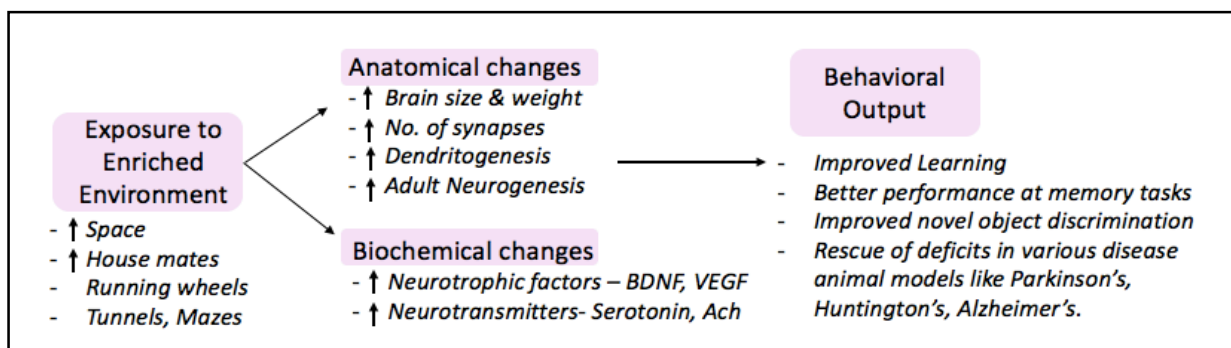 Exposure to
Enriched
Environment
- ↑ Space
- ↑ House mates
- Running wheels
- Tunnels, Mazes
Anatomical changes
- ↑ Brain size & weight
- ↑ No. of synapses
- ↑ Dendritogenesis
- ↑ Adult Neurogenesis
Biochemical changes
- ↑ Neurotrophic factors – BDNF, VEGF
- ↑ Neurotransmitters- Serotonin, Ach
Behavioral
Output
- Improved Learning
- Better performance at memory tasks
- Improved novel object discrimination
- Rescue of deficits in various disease
animal models like Parkinson’s,
Huntington’s, Alzheimer’s.